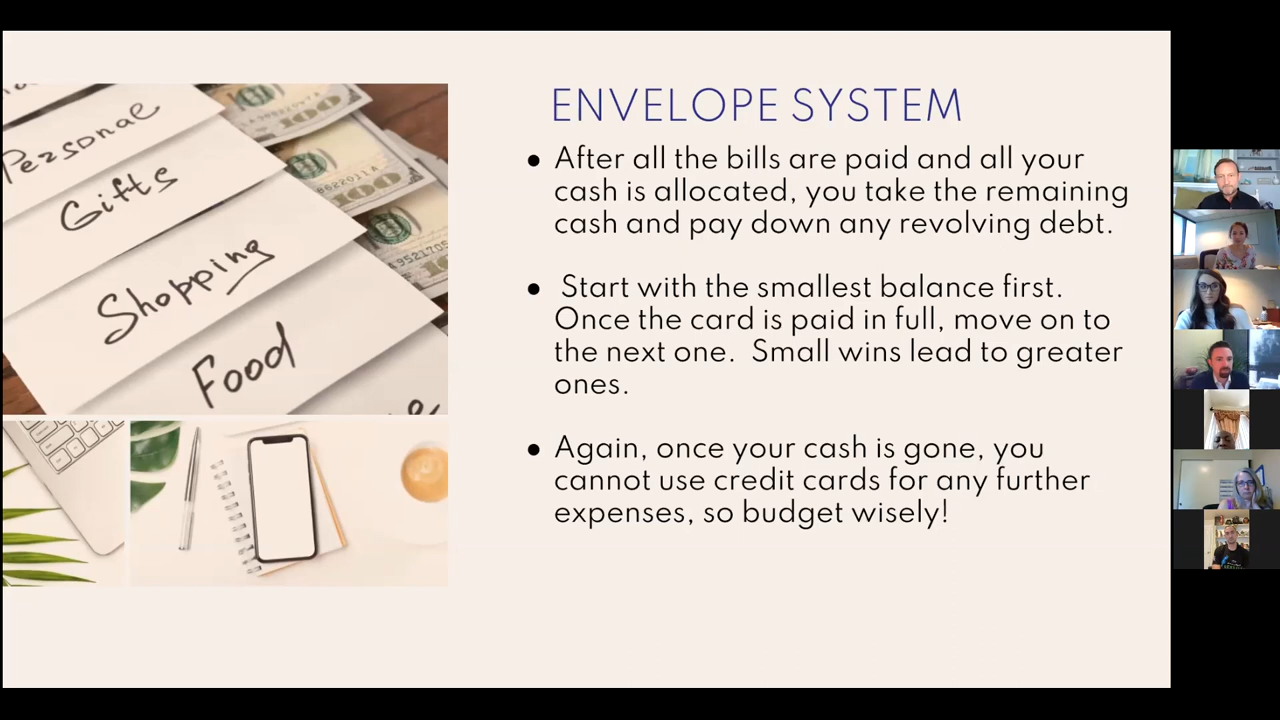 ENVELOPE SYSTEM
● After all the bills are paid and all your
cash is allocated, you take the remaining
cash and pay down any revolving debt.
● Start with the smallest balance first.
Once the card is paid in full, move on to
the next one. Small wins lead to greater
ones.
● Again, once your cash is gone, you
cannot use credit cards for any further
expenses, so budget wisely!
Personal
Gifts
Shopping
Food
100
100